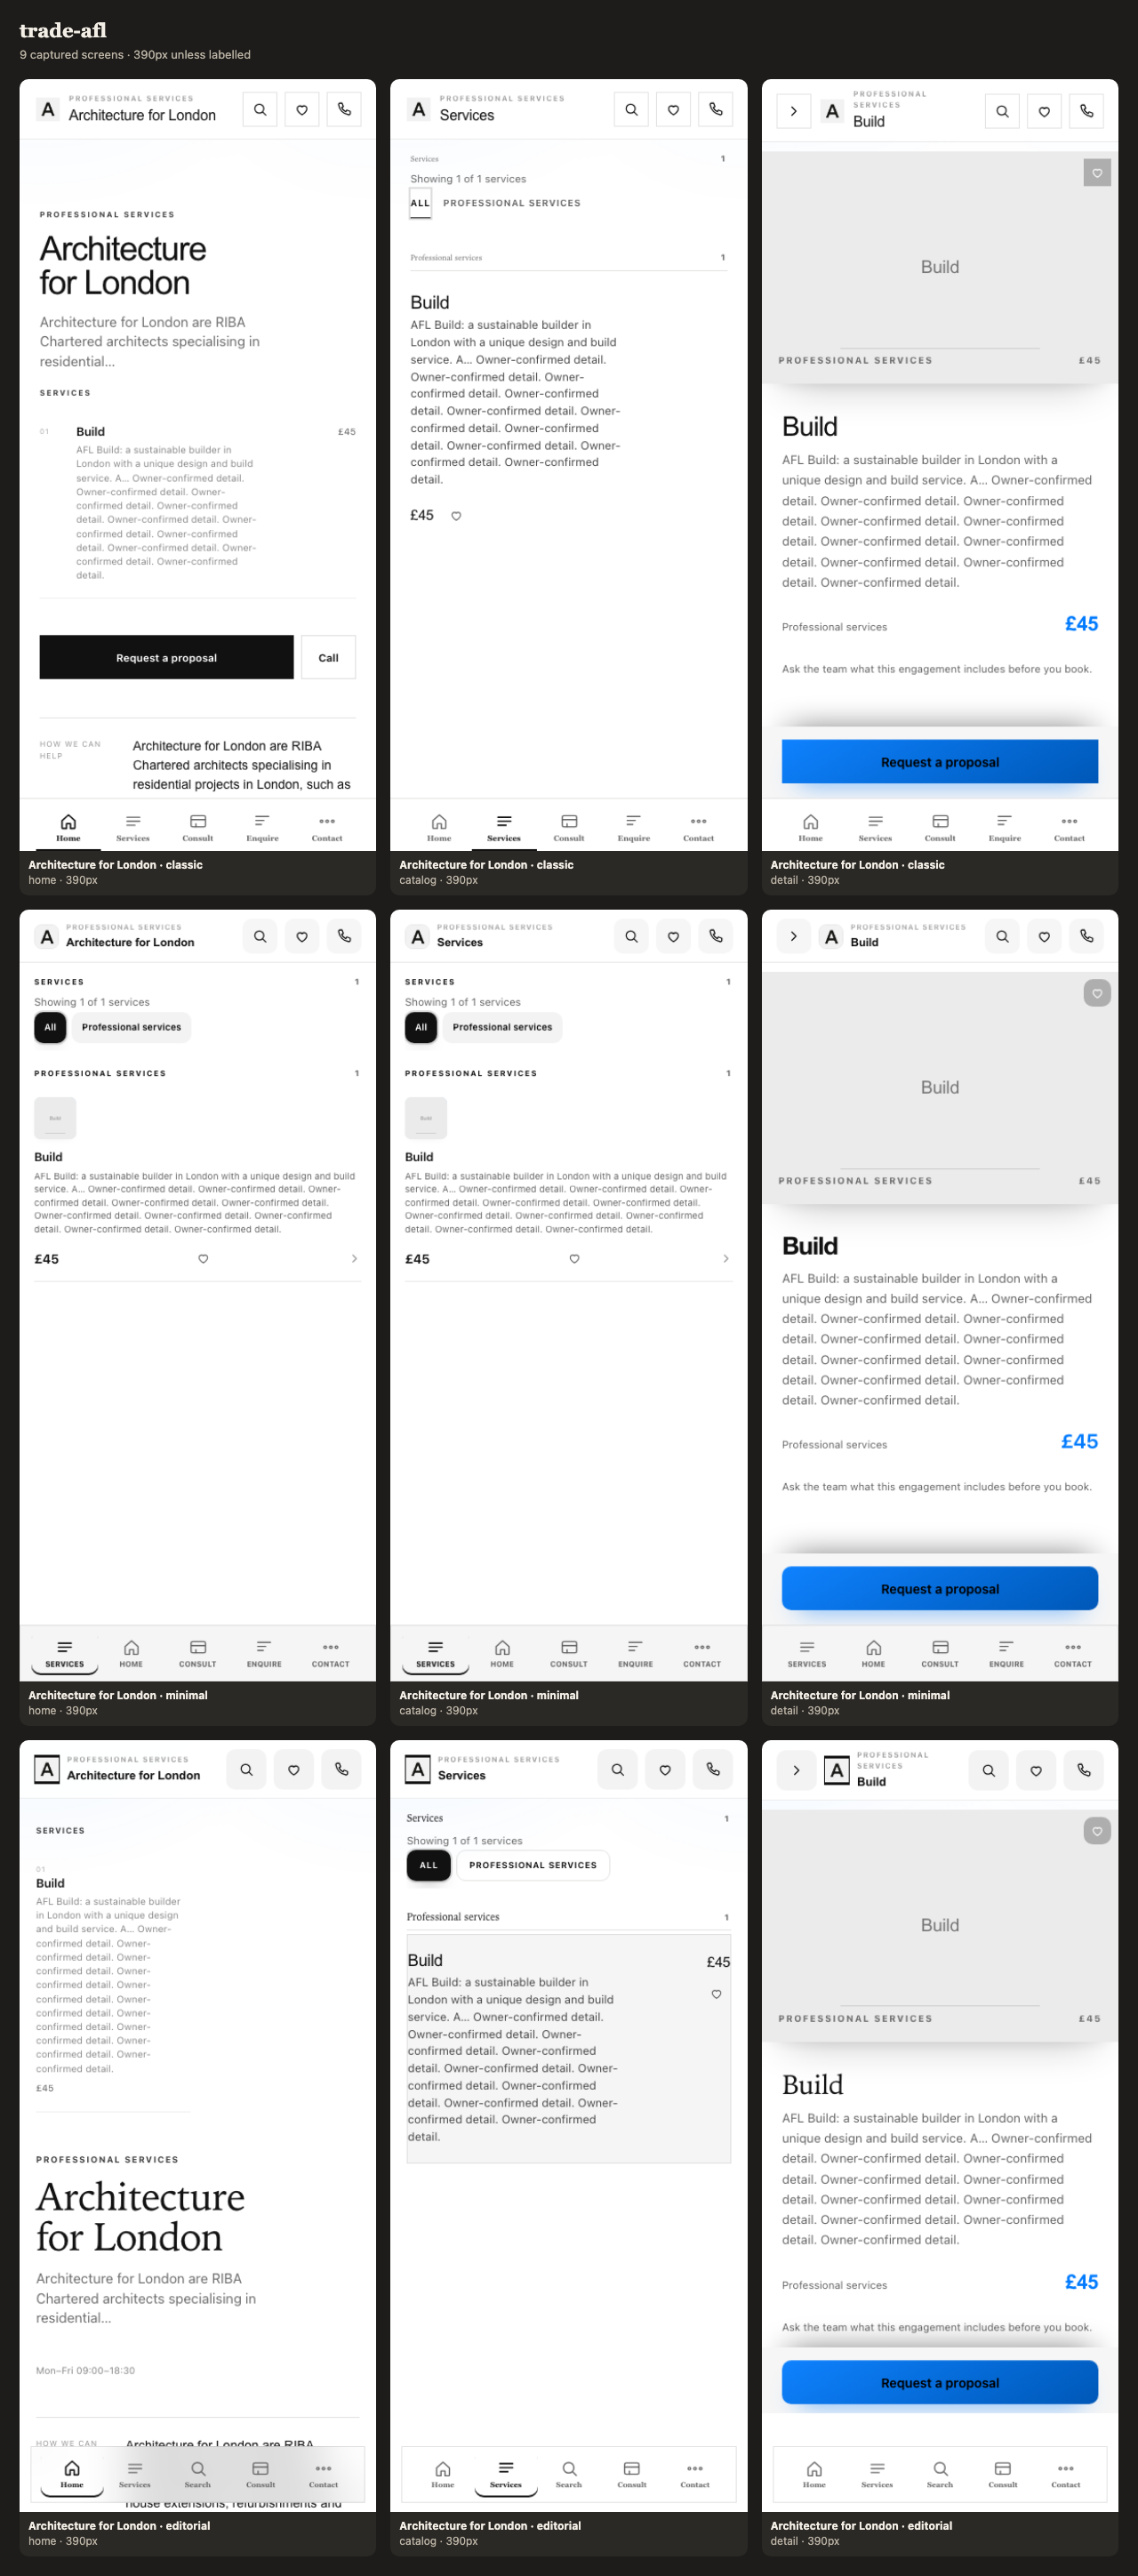 trade-afl
9 captured screens · 390px unless labelled
A
PROFESSIONAL SERVICES
Architecture for London
PROFESSIONAL SERVICES
Architecture
for London
Architecture for London are RIBA
Chartered architects specialising in
residential...
SERVICES
01
Build
£45
AFL Build: a sustainable builder in
London with a unique design and build
service. A... Owner-confirmed detail.
Owner-confirmed detail. Owner-
confirmed detail. Owner-confirmed
detail. Owner-confirmed detail. Owner-
confirmed detail. Owner-confirmed
detail. Owner-confirmed detail. Owner-
confirmed detail. Owner-confirmed
detail.
Request a proposal
Call
HOW WE CAN
HELP
Architecture for London are RIBA
Chartered architects specialising in
residential projects in London, such as
Home
Services
Consult
Enquire
Contact
Architecture for London · classic
home · 390px
A
PROFESSIONAL SERVICES
Services
Services
1
Showing 1 of 1 services
ALL
PROFESSIONAL SERVICES
Professional services
1
Build
AFL Build: a sustainable builder in
London with a unique design and build
service. A... Owner-confirmed detail.
Owner-confirmed detail. Owner-
confirmed detail. Owner-confirmed
detail. Owner-confirmed detail. Owner-
confirmed detail. Owner-confirmed
detail. Owner-confirmed detail. Owner-
confirmed detail. Owner-confirmed
detail.
£45
Home
Services
Consult
Enquire
Contact
Architecture for London · classic
catalog · 390px
A
PROFESSIONAL
SERVICES
Build
Build
PROFESSIONAL SERVICES
£45
Build
AFL Build: a sustainable builder in London with a
unique design and build service. A... Owner-confirmed
detail. Owner-confirmed detail. Owner-confirmed
detail. Owner-confirmed detail. Owner-confirmed
detail. Owner-confirmed detail. Owner-confirmed
detail. Owner-confirmed detail. Owner-confirmed
detail. Owner-confirmed detail.
Professional services
£45
Ask the team what this engagement includes before you book.
Request a proposal
Home
Services
Consult
Enquire
Contact
Architecture for London · classic
detail · 390px
A
PROFESSIONAL SERVICES
Architecture for London
SERVICES
1
Showing 1 of 1 services
All
Professional services
PROFESSIONAL SERVICES
1
Build
Build
AFL Build: a sustainable builder in London with a unique design and build
service. A... Owner-confirmed detail. Owner-confirmed detail. Owner-
confirmed detail. Owner-confirmed detail. Owner-confirmed detail.
Owner-confirmed detail. Owner-confirmed detail. Owner-confirmed
detail. Owner-confirmed detail. Owner-confirmed detail.
£45
SERVICES
HOME
CONSULT
ENQUIRE
CONTACT
Architecture for London · minimal
home · 390px
A
PROFESSIONAL SERVICES
Services
SERVICES
1
Showing 1 of 1 services
All
Professional services
PROFESSIONAL SERVICES
1
Build
Build
AFL Build: a sustainable builder in London with a unique design and build
service. A... Owner-confirmed detail. Owner-confirmed detail. Owner-
confirmed detail. Owner-confirmed detail. Owner-confirmed detail.
Owner-confirmed detail. Owner-confirmed detail. Owner-confirmed
detail. Owner-confirmed detail. Owner-confirmed detail.
£45
SERVICES
HOME
CONSULT
ENQUIRE
CONTACT
Architecture for London · minimal
catalog · 390px
A
PROFESSIONAL SERVICES
Build
Build
PROFESSIONAL SERVICES
£45
Build
AFL Build: a sustainable builder in London with a
unique design and build service. A... Owner-confirmed
detail. Owner-confirmed detail. Owner-confirmed
detail. Owner-confirmed detail. Owner-confirmed
detail. Owner-confirmed detail. Owner-confirmed
detail. Owner-confirmed detail. Owner-confirmed
detail. Owner-confirmed detail.
Professional services
£45
Ask the team what this engagement includes before you book.
Request a proposal
SERVICES
HOME
CONSULT
ENQUIRE
CONTACT
Architecture for London · minimal
detail · 390px
A
PROFESSIONAL SERVICES
Architecture for London
SERVICES
01
Build
AFL Build: a sustainable builder
in London with a unique design
and build service. A... Owner-
confirmed detail. Owner-
confirmed detail. Owner-
confirmed detail. Owner-
confirmed detail. Owner-
confirmed detail. Owner-
confirmed detail. Owner-
confirmed detail. Owner-
confirmed detail. Owner-
confirmed detail.
£45
PROFESSIONAL SERVICES
Architecture
for London
Architecture for London are RIBA
Chartered architects specialising in
residential...
Mon–Fri 09:00–18:30
HOW WE CAN
Architecture for London are RIBA
house extensions, refurbishments and
Home
Services
Search
Consult
Contact
Architecture for London · editorial
home · 390px
A
PROFESSIONAL SERVICES
Services
Services
1
Showing 1 of 1 services
ALL
PROFESSIONAL SERVICES
Professional services
1
Build
£45
AFL Build: a sustainable builder in
London with a unique design and build
service. A... Owner-confirmed detail.
Owner-confirmed detail. Owner-
confirmed detail. Owner-confirmed
detail. Owner-confirmed detail. Owner-
confirmed detail. Owner-confirmed
detail. Owner-confirmed detail. Owner-
confirmed detail. Owner-confirmed
detail.
Home
Services
Search
Consult
Contact
Architecture for London · editorial
catalog · 390px
A
PROFESSIONAL
SERVICES
Build
Build
PROFESSIONAL SERVICES
£45
Build
AFL Build: a sustainable builder in London with a
unique design and build service. A... Owner-confirmed
detail. Owner-confirmed detail. Owner-confirmed
detail. Owner-confirmed detail. Owner-confirmed
detail. Owner-confirmed detail. Owner-confirmed
detail. Owner-confirmed detail. Owner-confirmed
detail. Owner-confirmed detail.
Professional services
£45
Ask the team what this engagement includes before you book.
Request a proposal
Home
Services
Search
Consult
Contact
Architecture for London · editorial
detail · 390px